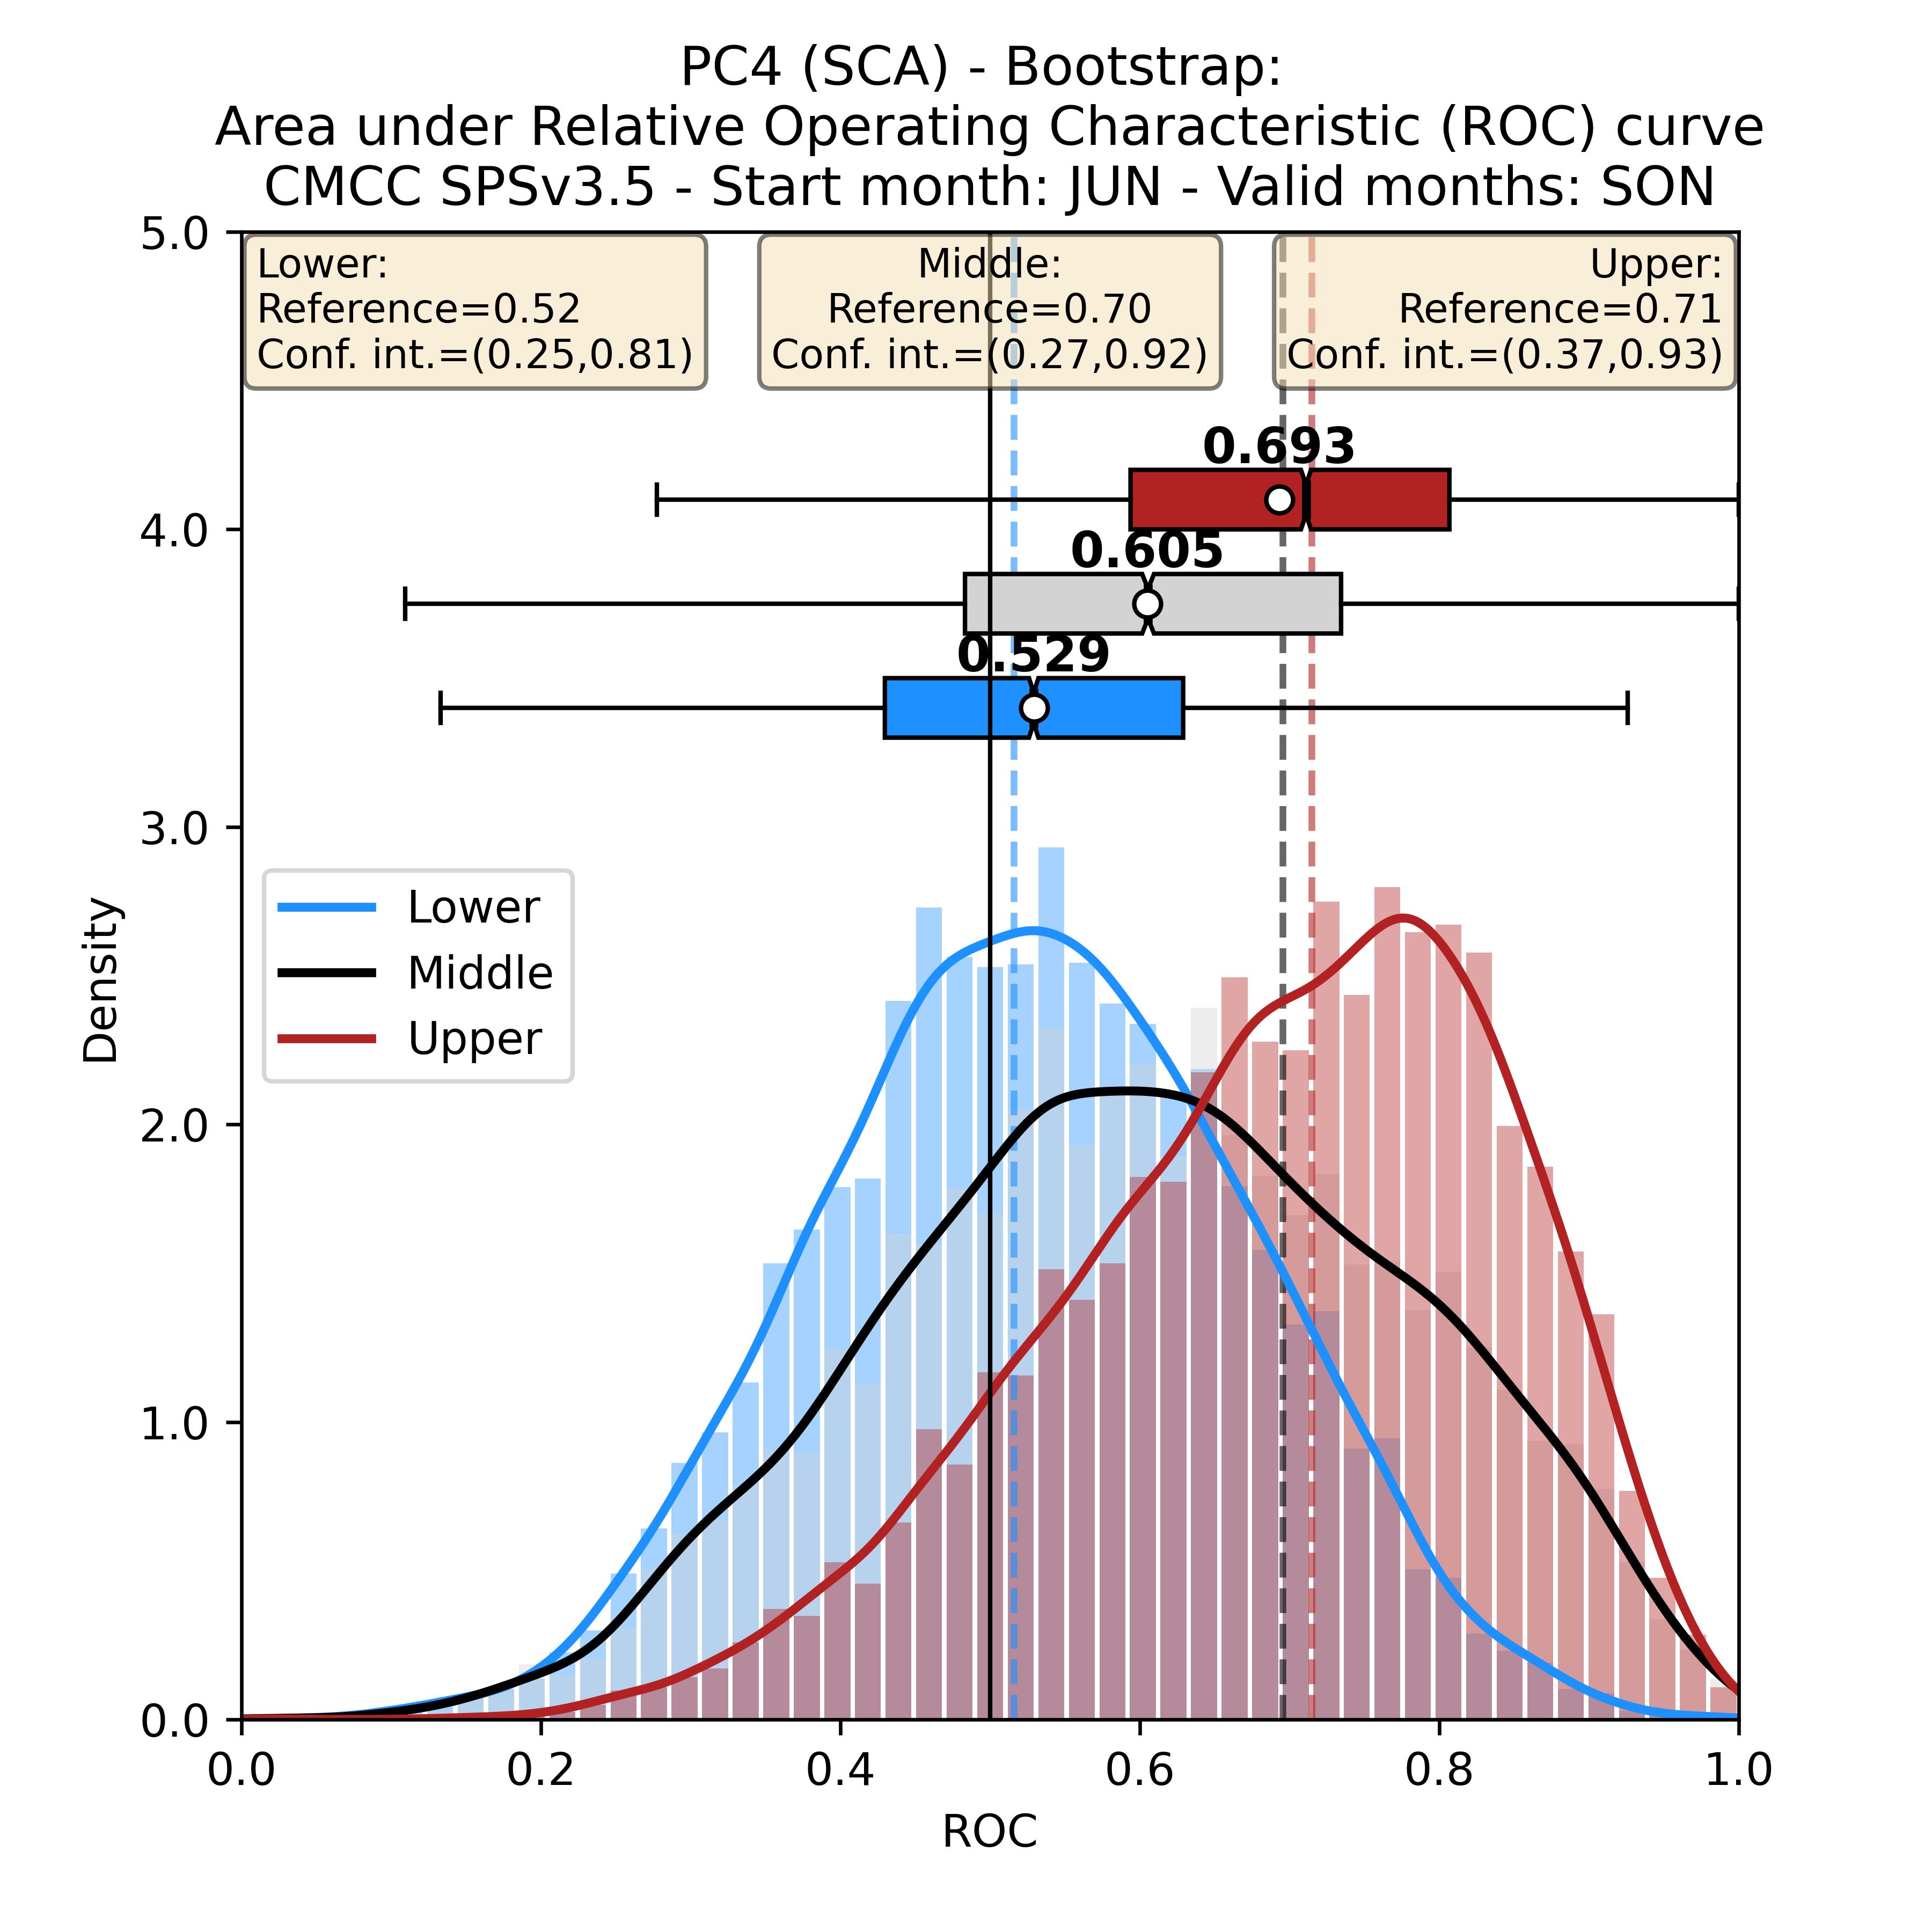 PC4 (SCA) - Bootstrap:
Area under Relative Operating Characteristic (ROC) curve
CMCC SPSv3.5 - Start month: JUN - Valid months: SON
5.0
Lower:
Reference=0.52
Conf. int.=(0.25,0.81)
Middle:
Reference=0.70
Conf. int.=(0.27,0.92)
Upper:
Reference=0.71
Conf. int.=(0.37,0.93)
0.693
4.0
0.605
0.529
3.0
Lower
Middle
Upper
Density
2.0
1.0
0.0
0.0 0.2 0.4 0.6 0.8 1.0
ROC